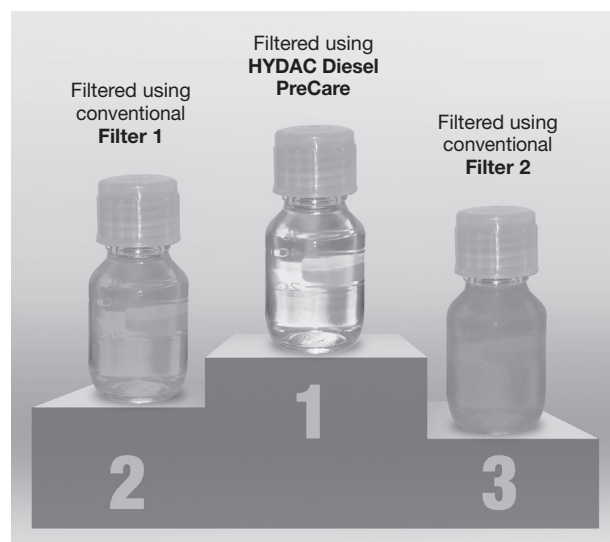 Filtered using
conventional
Filter 1
Filtered using
HYDAC Diesel
PreCare
Filtered using
conventional
Filter 2
2
1
3